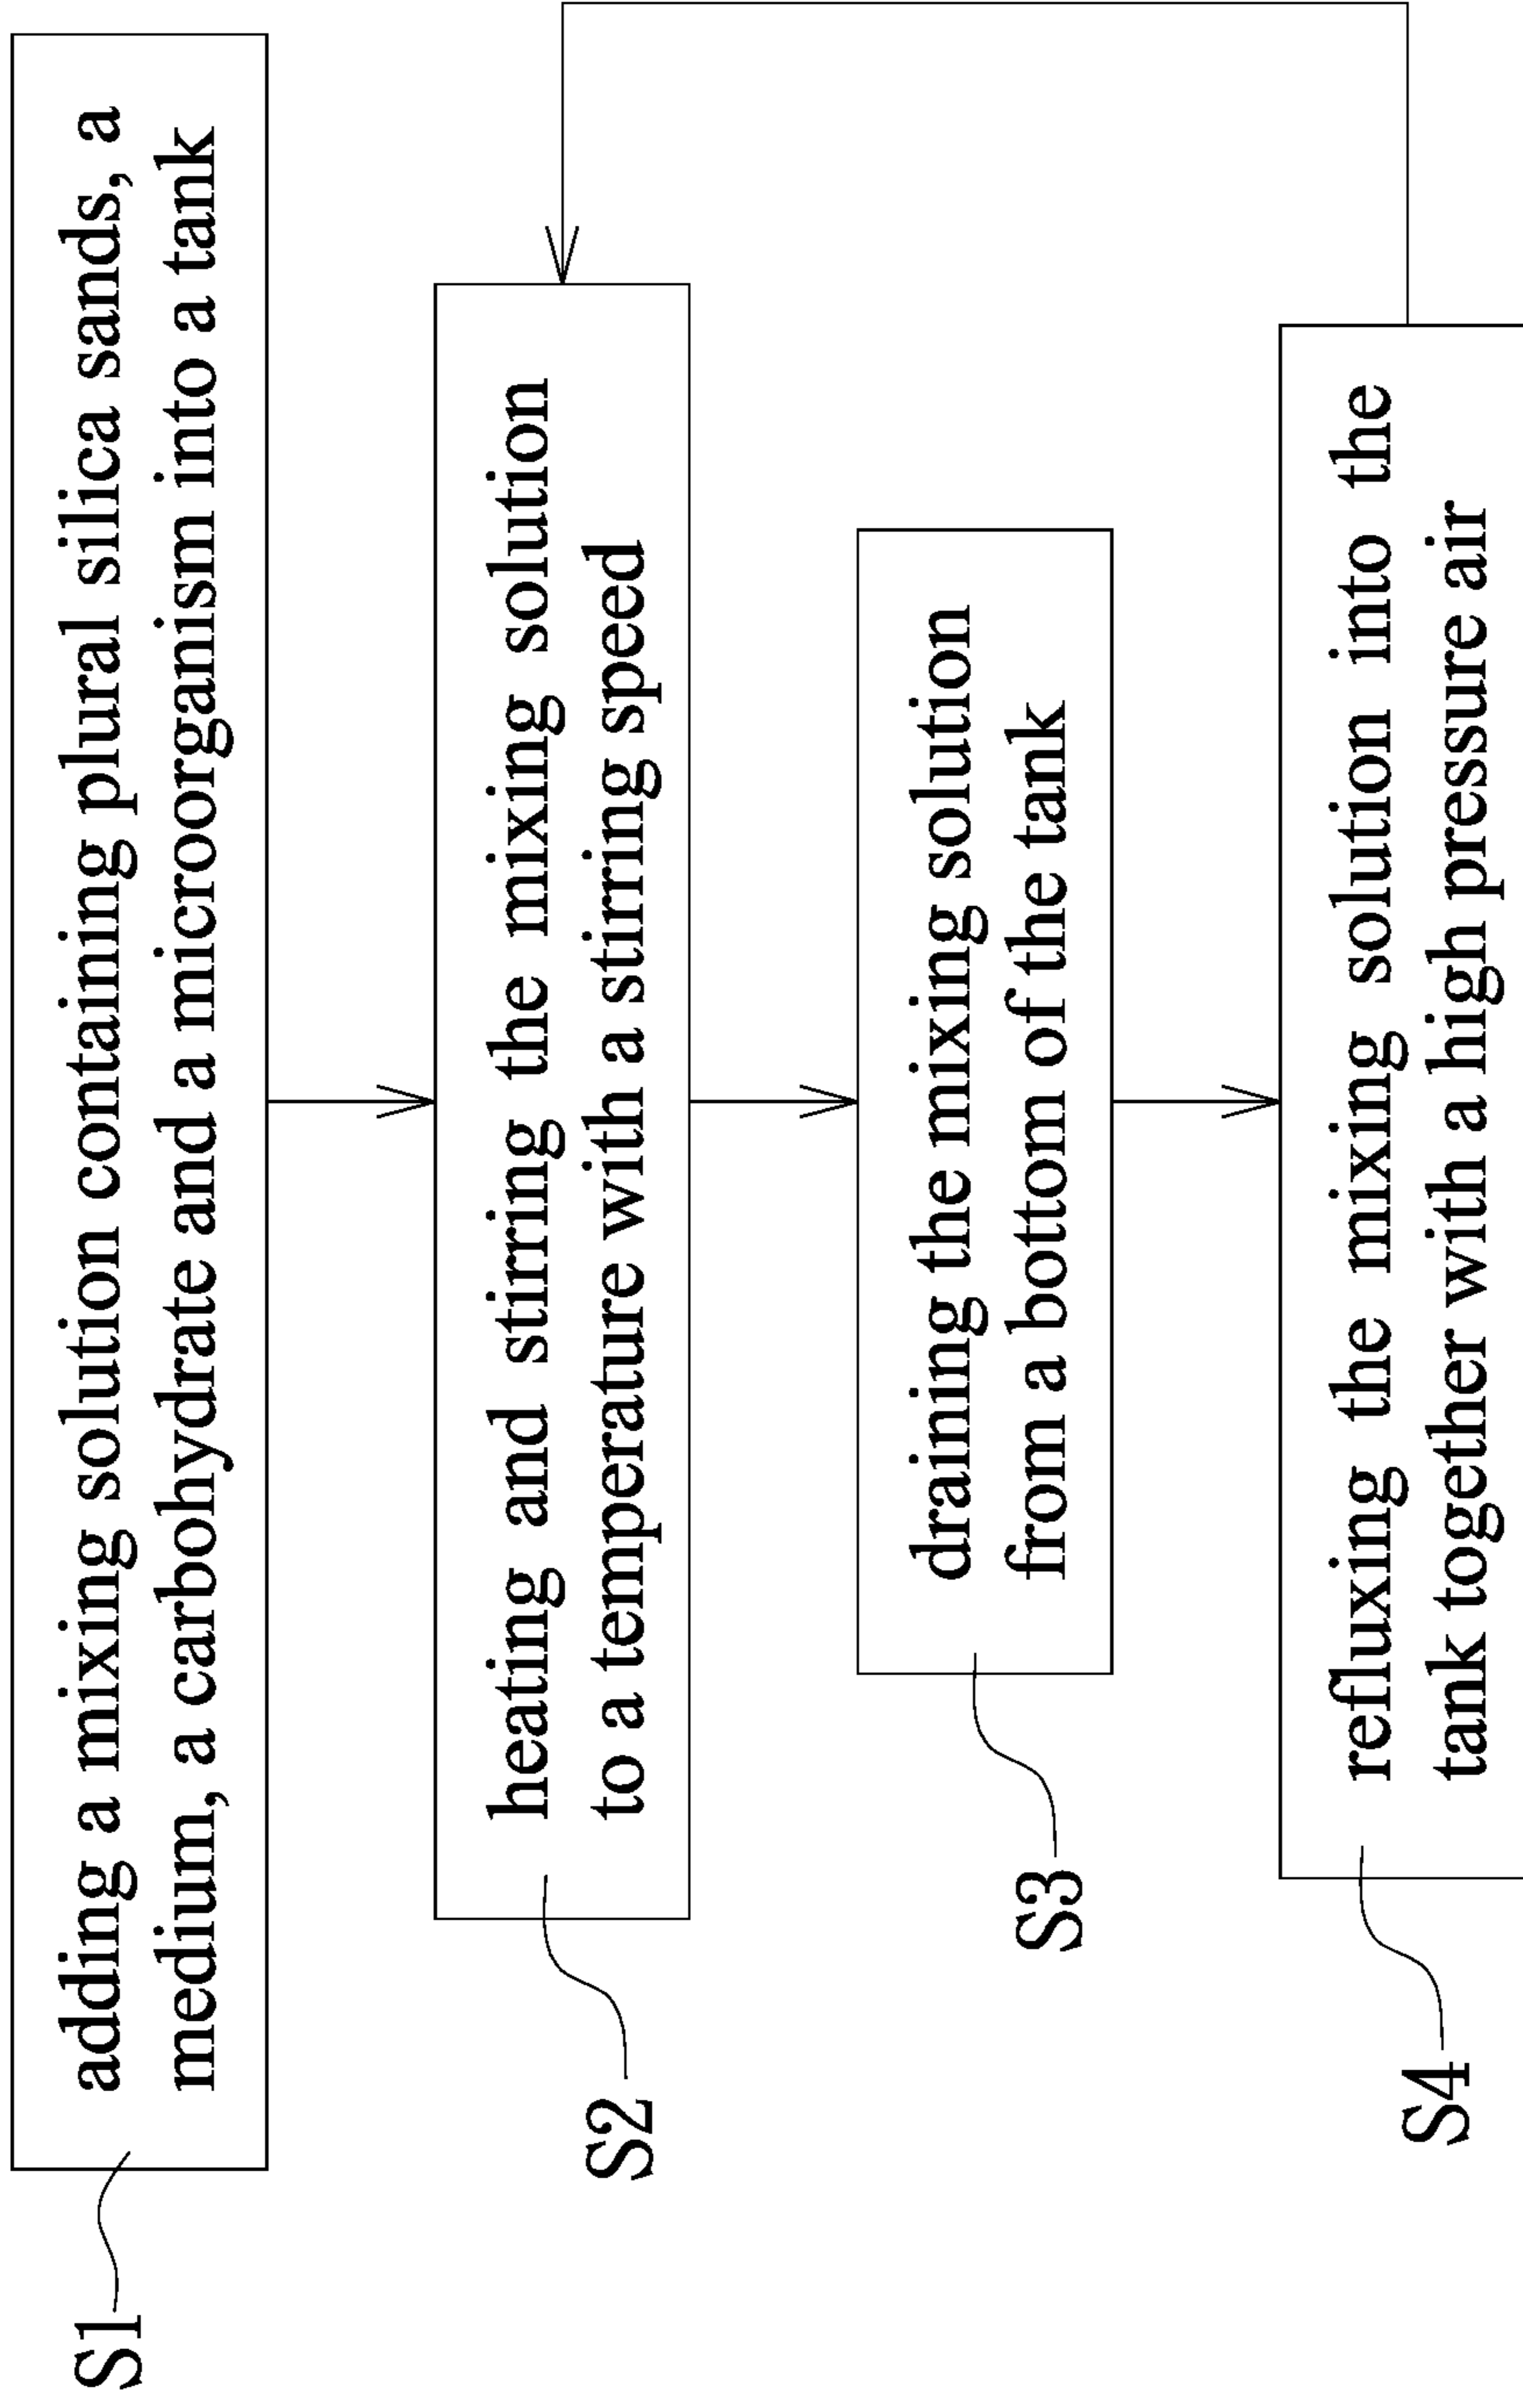 S1
adding a mixing solution containing plural silica sands, a
medium, a carbohydrate and a microorganism into a tank
S2
heating and stirring the mixing solution
to a temperature with a stirring speed
S3
draining the mixing solution
from a bottom of the tank
S4
refluxing the mixing solution into the
tank together with a high pressure air